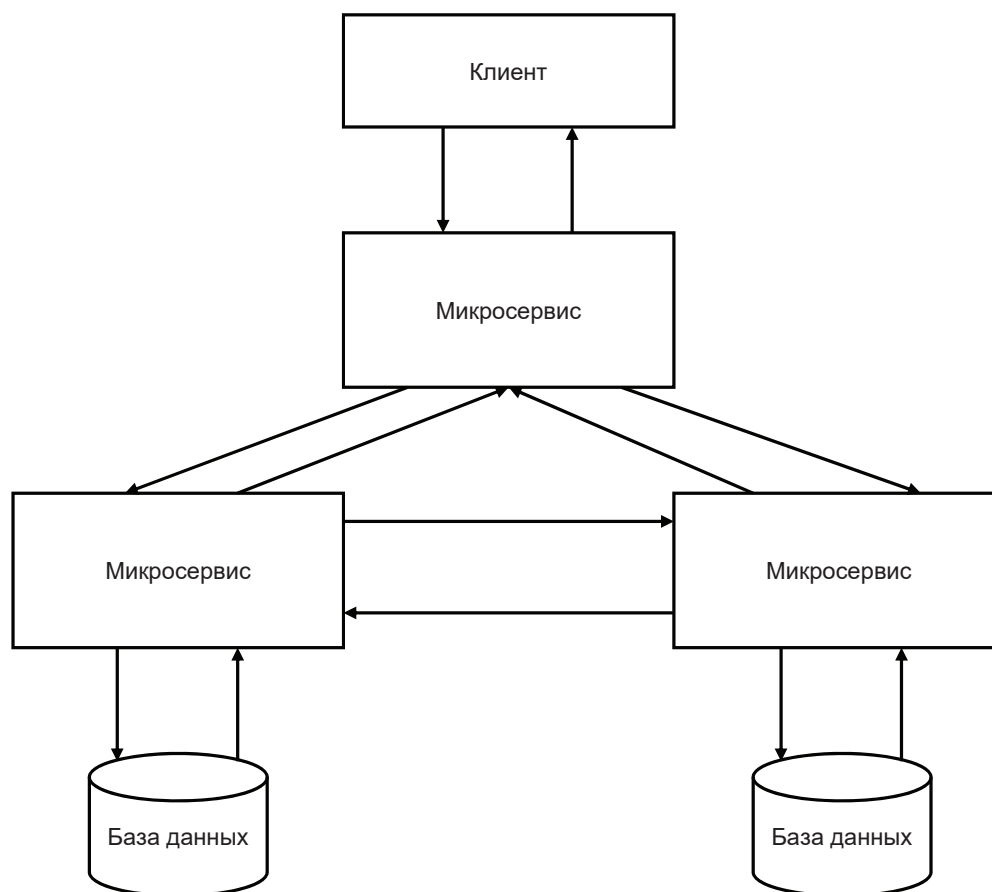 Клиент
Микросервис
Микросервис
Микросервис
База данных
База данных